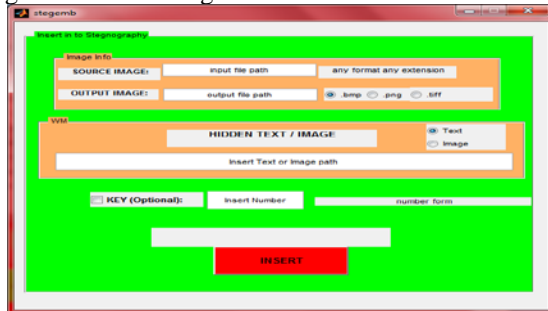 stegemb
Insert in to Stegnography
Image Info
SOURCE IMAGE: input file path any format any extension
OUTPUT IMAGE: output file path .bmp .png .tiff
WM
HIDDEN TEXT / IMAGE Text
Image
Insert Text or Image path
KEY (Optional): Insert Number number form
INSERT